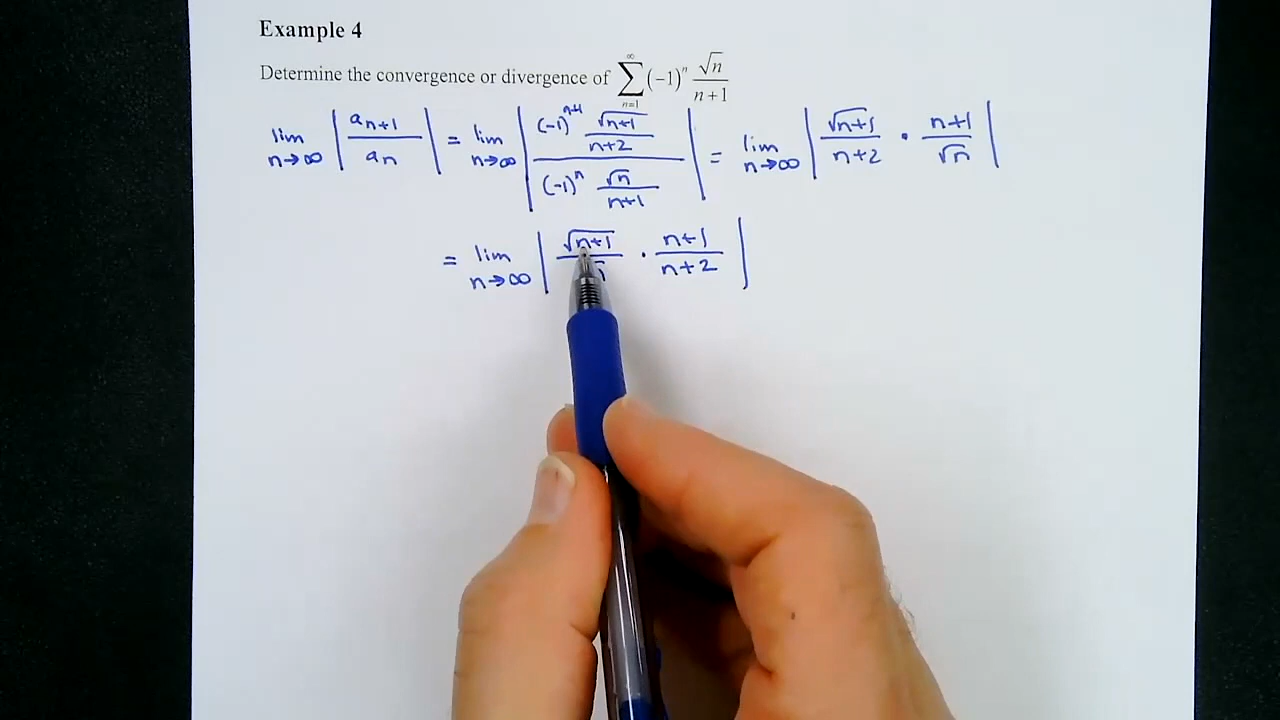 Example 4
Determine the convergence or divergence of ∑_{n=1}^{∞} (−1)^n √n / (n+1)
lim_{n→∞} | a_{n+1} / a_n | = lim_{n→∞} | ((−1)^{n+1} √(n+1) / (n+2)) / ((−1)^n √n / (n+1)) | = lim_{n→∞} | √(n+1) / (n+2) · (n+1) / √n |
= lim_{n→∞} | √(n+1) / √n · (n+1) / (n+2) |